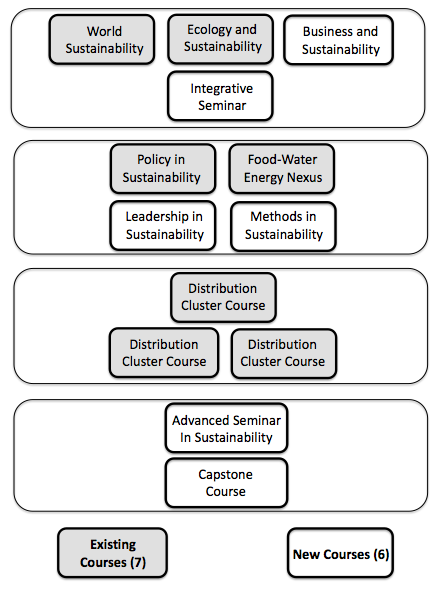 World
Sustainability
Ecology and
Sustainability
Business and
Sustainability
Integrative
Seminar
Policy in
Sustainability
Food-Water
Energy Nexus
Leadership in
Sustainability
Methods in
Sustainability
Distribution
Cluster Course
Distribution
Cluster Course
Distribution
Cluster Course
Advanced Seminar
In Sustainability
Capstone
Course
Existing
Courses (7)
New Courses (6)